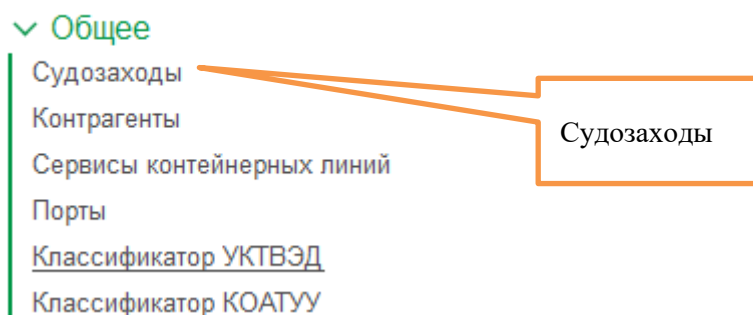 Общее
Судозаходы
Судозаходы
Контрагенты
Сервисы контейнерных линий
Порты
Классификатор УКТВЭД
Классификатор КОАТУУ